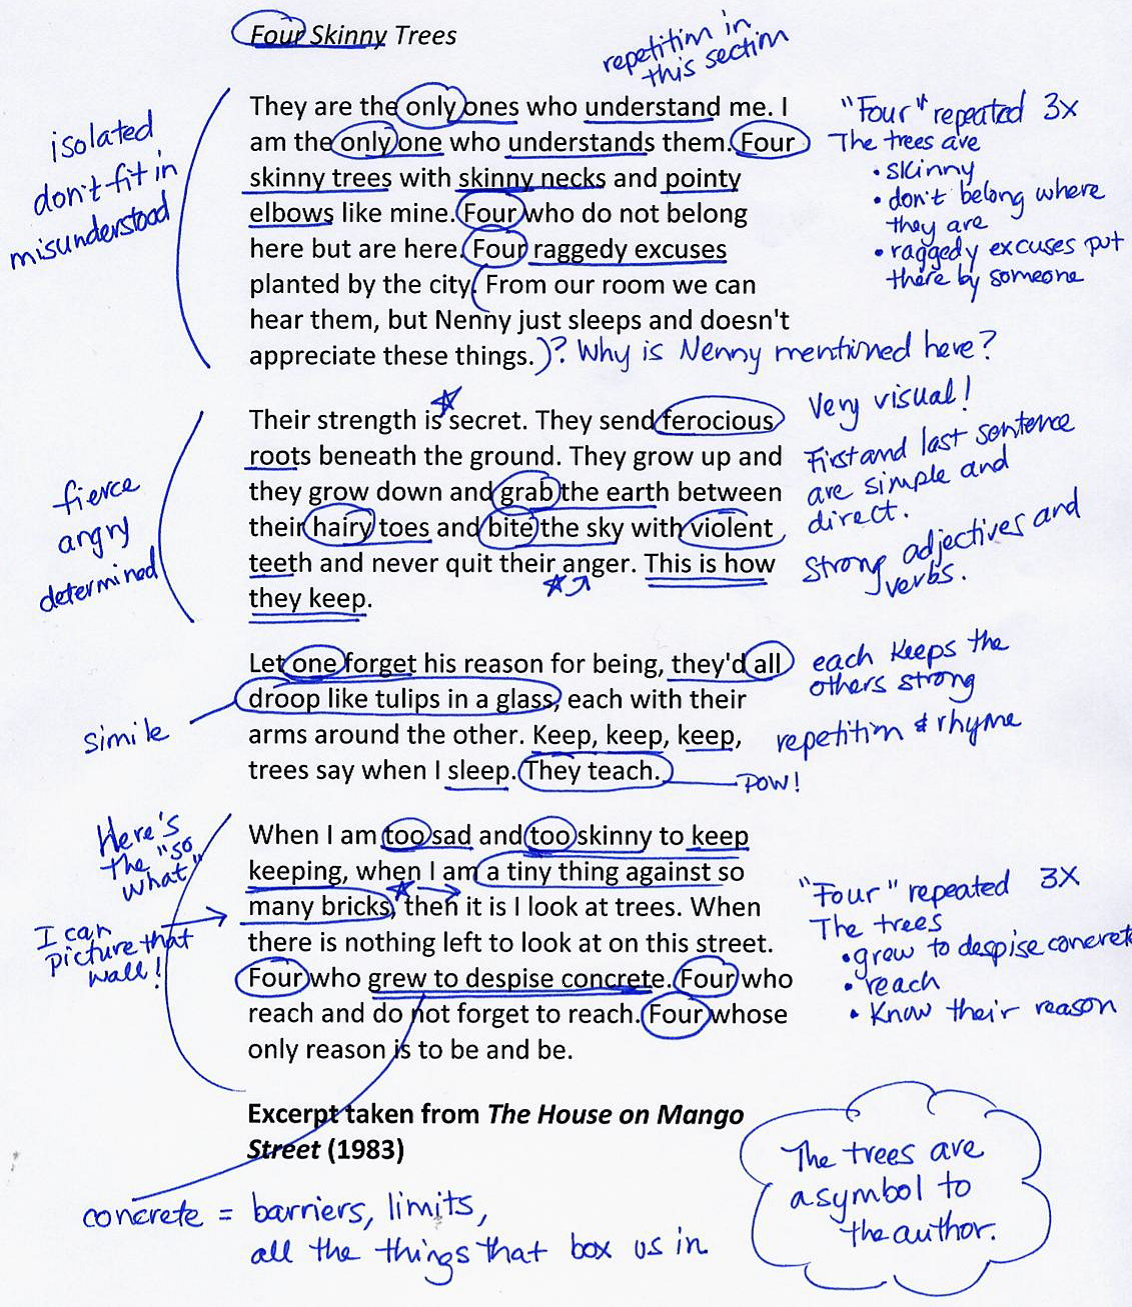 Four Skinny Trees
repetition in
this section
They are the only ones who understand me. I
am the only one who understands them. Four
skinny trees with skinny necks and pointy
elbows like mine. Four who do not belong
here but are here. Four raggedy excuses
planted by the city. From our room we can
hear them, but Nenny just sleeps and doesn't
appreciate these things. )? Why is Nenny mentioned here?
isolated
don't fit in
misunderstood
"Four" repeated 3x
The trees are
• skinny
• don't belong where
they are
• raggedy excuses put
there by someone
Their strength is secret. They send ferocious
roots beneath the ground. They grow up and
they grow down and grab the earth between
their hairy toes and bite the sky with violent
teeth and never quit their anger. This is how
they keep.
fierce
angry
determined
Very visual!
First and last sentence
are simple and
direct.
Strong adjectives and
verbs.
Let one forget his reason for being, they'd all
droop like tulips in a glass, each with their
arms around the other. Keep, keep, keep,
trees say when I sleep. They teach.
simile
each keeps the
others strong
repetition & rhyme
POW!
When I am too sad and too skinny to keep
keeping, when I am a tiny thing against so
many bricks, then it is I look at trees. When
there is nothing left to look at on this street.
Four who grew to despise concrete. Four who
reach and do not forget to reach. Four whose
only reason is to be and be.
Here's
the "so
what"
I can
picture that
wall!
"Four" repeated 3X
The trees
• grew to despise concrete
• reach
• Know their reason
Excerpt taken from The House on Mango
Street (1983)
concrete = barriers, limits,
all the things that box us in
The trees are
a symbol to
the author.